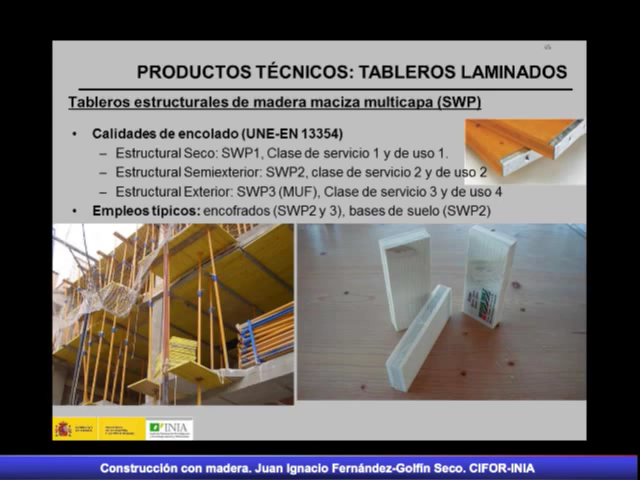 PRODUCTOS TÉCNICOS: TABLEROS LAMINADOS
Tableros estructurales de madera maciza multicapa (SWP)
• Calidades de encolado (UNE-EN 13354)
– Estructural Seco: SWP1, Clase de servicio 1 y de uso 1.
– Estructural Semiexterior: SWP2, clase de servicio 2 y de uso 2
– Estructural Exterior: SWP3 (MUF), Clase de servicio 3 y de uso 4
• Empleos típicos: encofrados (SWP2 y 3), bases de suelo (SWP2)
INIA
Construcción con madera. Juan Ignacio Fernández-Golfín Seco. CIFOR-INIA